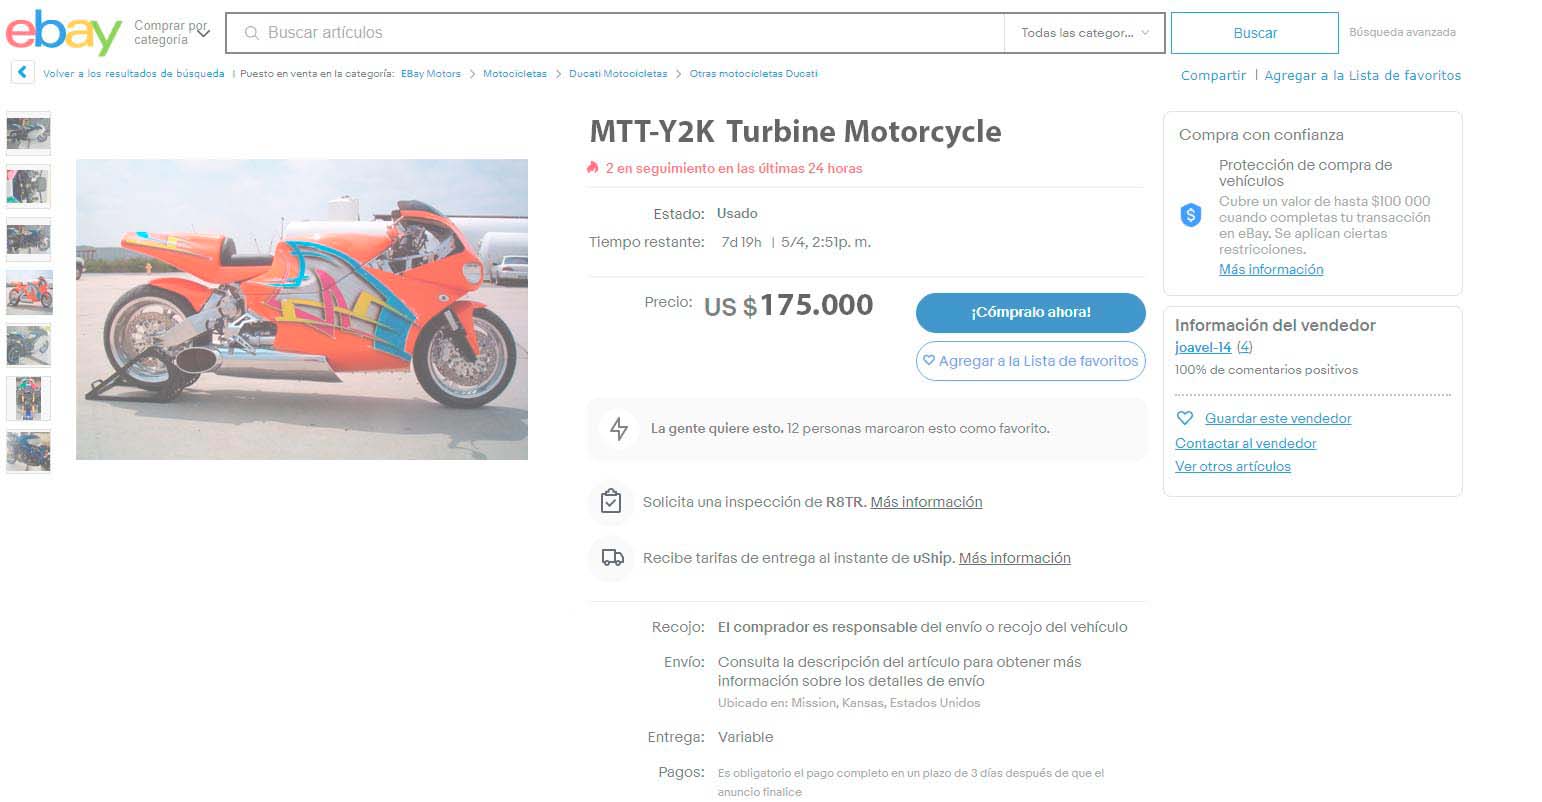 ebay
Comprar por
categoría
Buscar artículos
Todas las categor...
Buscar
Búsqueda avanzada
Volver a los resultados de búsqueda | Puesto en venta en la categoría: EBay Motors > Motocicletas > Ducati Motocicletas > Otras motocicletas Ducati
Compartir | Agregar a la Lista de favoritos
MTT-Y2K Turbine Motorcycle
2 en seguimiento en las últimas 24 horas
Estado: Usado
Tiempo restante: 7d 19h | 5/4, 2:51p. m.
Precio: US $175.000
¡Cómpralo ahora!
Agregar a la Lista de favoritos
La gente quiere esto. 12 personas marcaron esto como favorito.
Solicita una inspección de R8TR. Más información
Recibe tarifas de entrega al instante de uShip. Más información
Recojo: El comprador es responsable del envío o recojo del vehículo
Envío: Consulta la descripción del artículo para obtener más
información sobre los detalles de envío
Ubicado en: Mission, Kansas, Estados Unidos
Entrega: Variable
Pagos: Es obligatorio el pago completo en un plazo de 3 días después de que el
anuncio finalice
Compra con confianza
Protección de compra de
vehículos
Cubre un valor de hasta $100 000
cuando completas tu transacción
en eBay. Se aplican ciertas
restricciones.
Más información
Información del vendedor
joavel-14 (4)
100% de comentarios positivos
Guardar este vendedor
Contactar al vendedor
Ver otros artículos